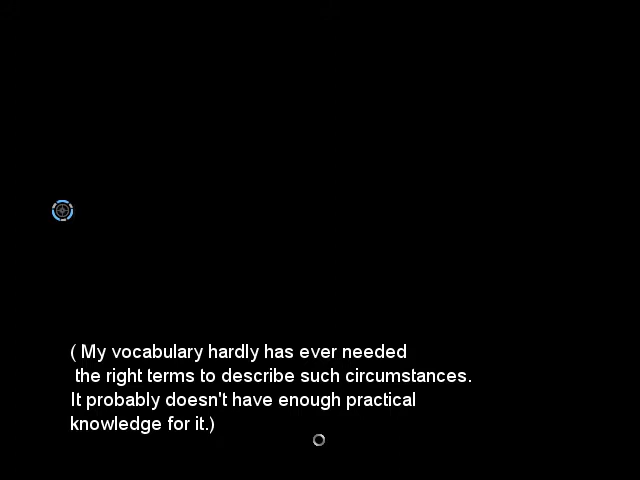 ( My vocabulary hardly has ever needed
the right terms to describe such circumstances.
It probably doesn't have enough practical
knowledge for it.)